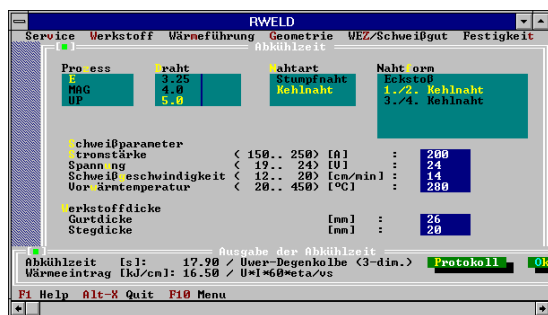 RWELD
Service Werkstoff Wärmeführung Geometrie WEZ/Schweißgut Festigkeit
Abkühlzeit
Prozess Draht Nahtart Nahtform
E 3.25 Stumpfnaht Eckstoß
MAG 4.0 Kehlnaht 1./2. Kehlnaht
UP 5.0 3./4. Kehlnaht
Schweißparameter
Stromstärke ( 150.. 250) [A] : 200
Spannung ( 19.. 24) [U] : 24
Schweißgeschwindigkeit ( 12.. 20) [cm/min] : 14
Vorwärmtemperatur ( 20.. 450) [°C] : 280
Werkstoffdicke
Gurtdicke [mm] : 26
Stegdicke [mm] : 20
Ausgabe der Abkühlzeit
Abkühlzeit [s]: 17.90 / Uwer-Degenkolbe (3-dim.) Protokoll Ok
Wärmeeintrag [kJ/cm]: 16.50 / U*I*60*eta/vs
F1 Help Alt-X Quit F10 Menu